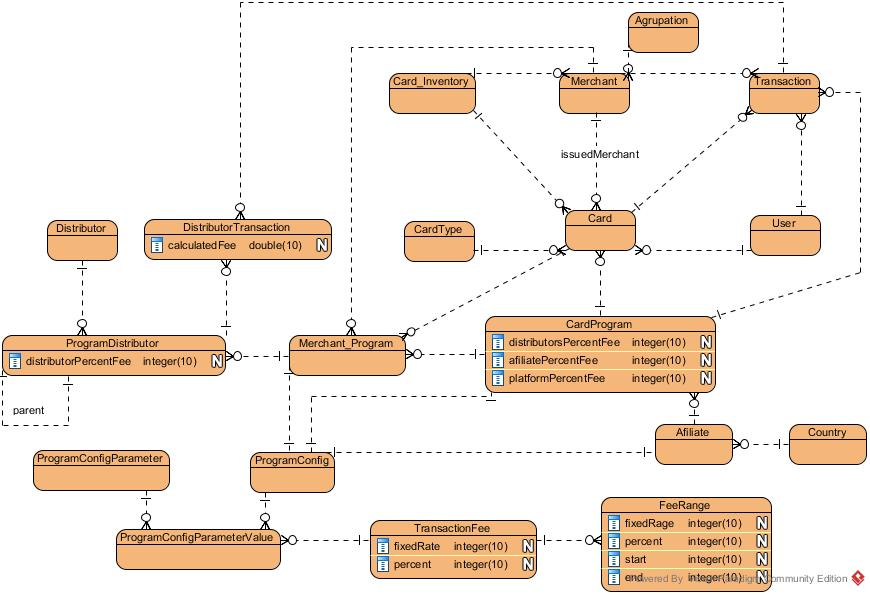 Agrupation
Card_Inventory
Merchant
Transaction
issuedMerchant
Distributor
DistributorTransaction
calculatedFee double(10) N
CardType
Card
User
ProgramDistributor
distributorPercentFee integer(10) N
parent
Merchant_Program
CardProgram
distributorsPercentFee integer(10) N
afiliatePercentFee integer(10) N
platformPercentFee integer(10) N
Afiliate
Country
ProgramConfigParameter
ProgramConfig
ProgramConfigParameterValue
TransactionFee
fixedRate integer(10) N
percent integer(10) N
FeeRange
fixedRage integer(10) N
percent integer(10) N
start integer(10) N
end integer(10) N
Powered By Visual Paradigm Community Edition